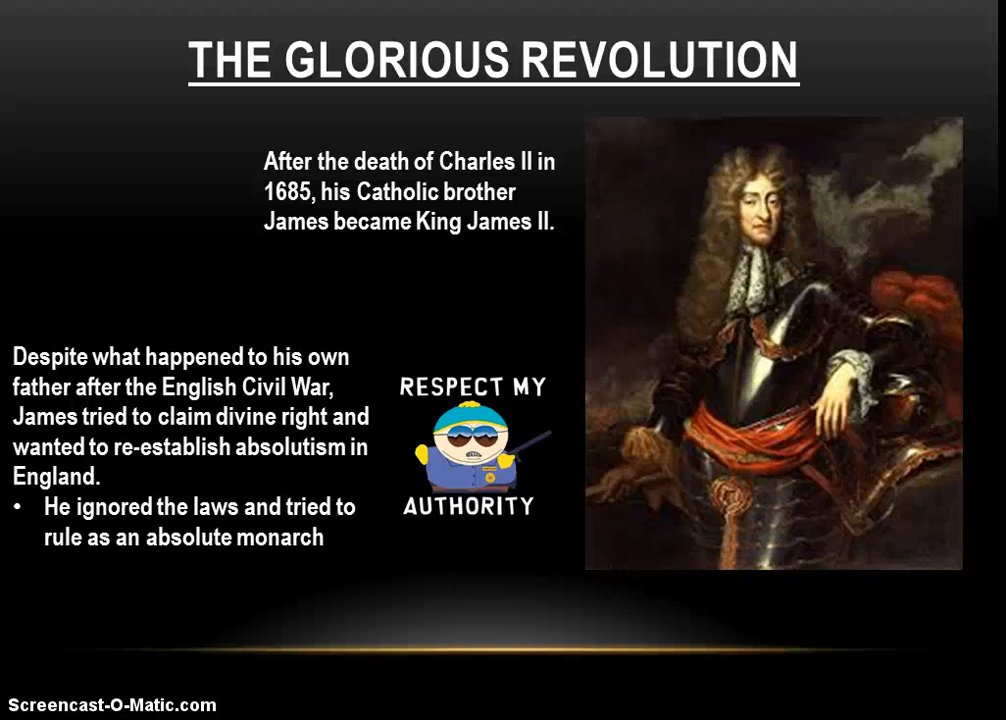 THE GLORIOUS REVOLUTION
After the death of Charles II in
1685, his Catholic brother
James became King James II.
Despite what happened to his own
father after the English Civil War,
James tried to claim divine right and
wanted to re-establish absolutism in
England.
• He ignored the laws and tried to
rule as an absolute monarch
RESPECT MY
AUTHORITY
Screencast-O-Matic.com